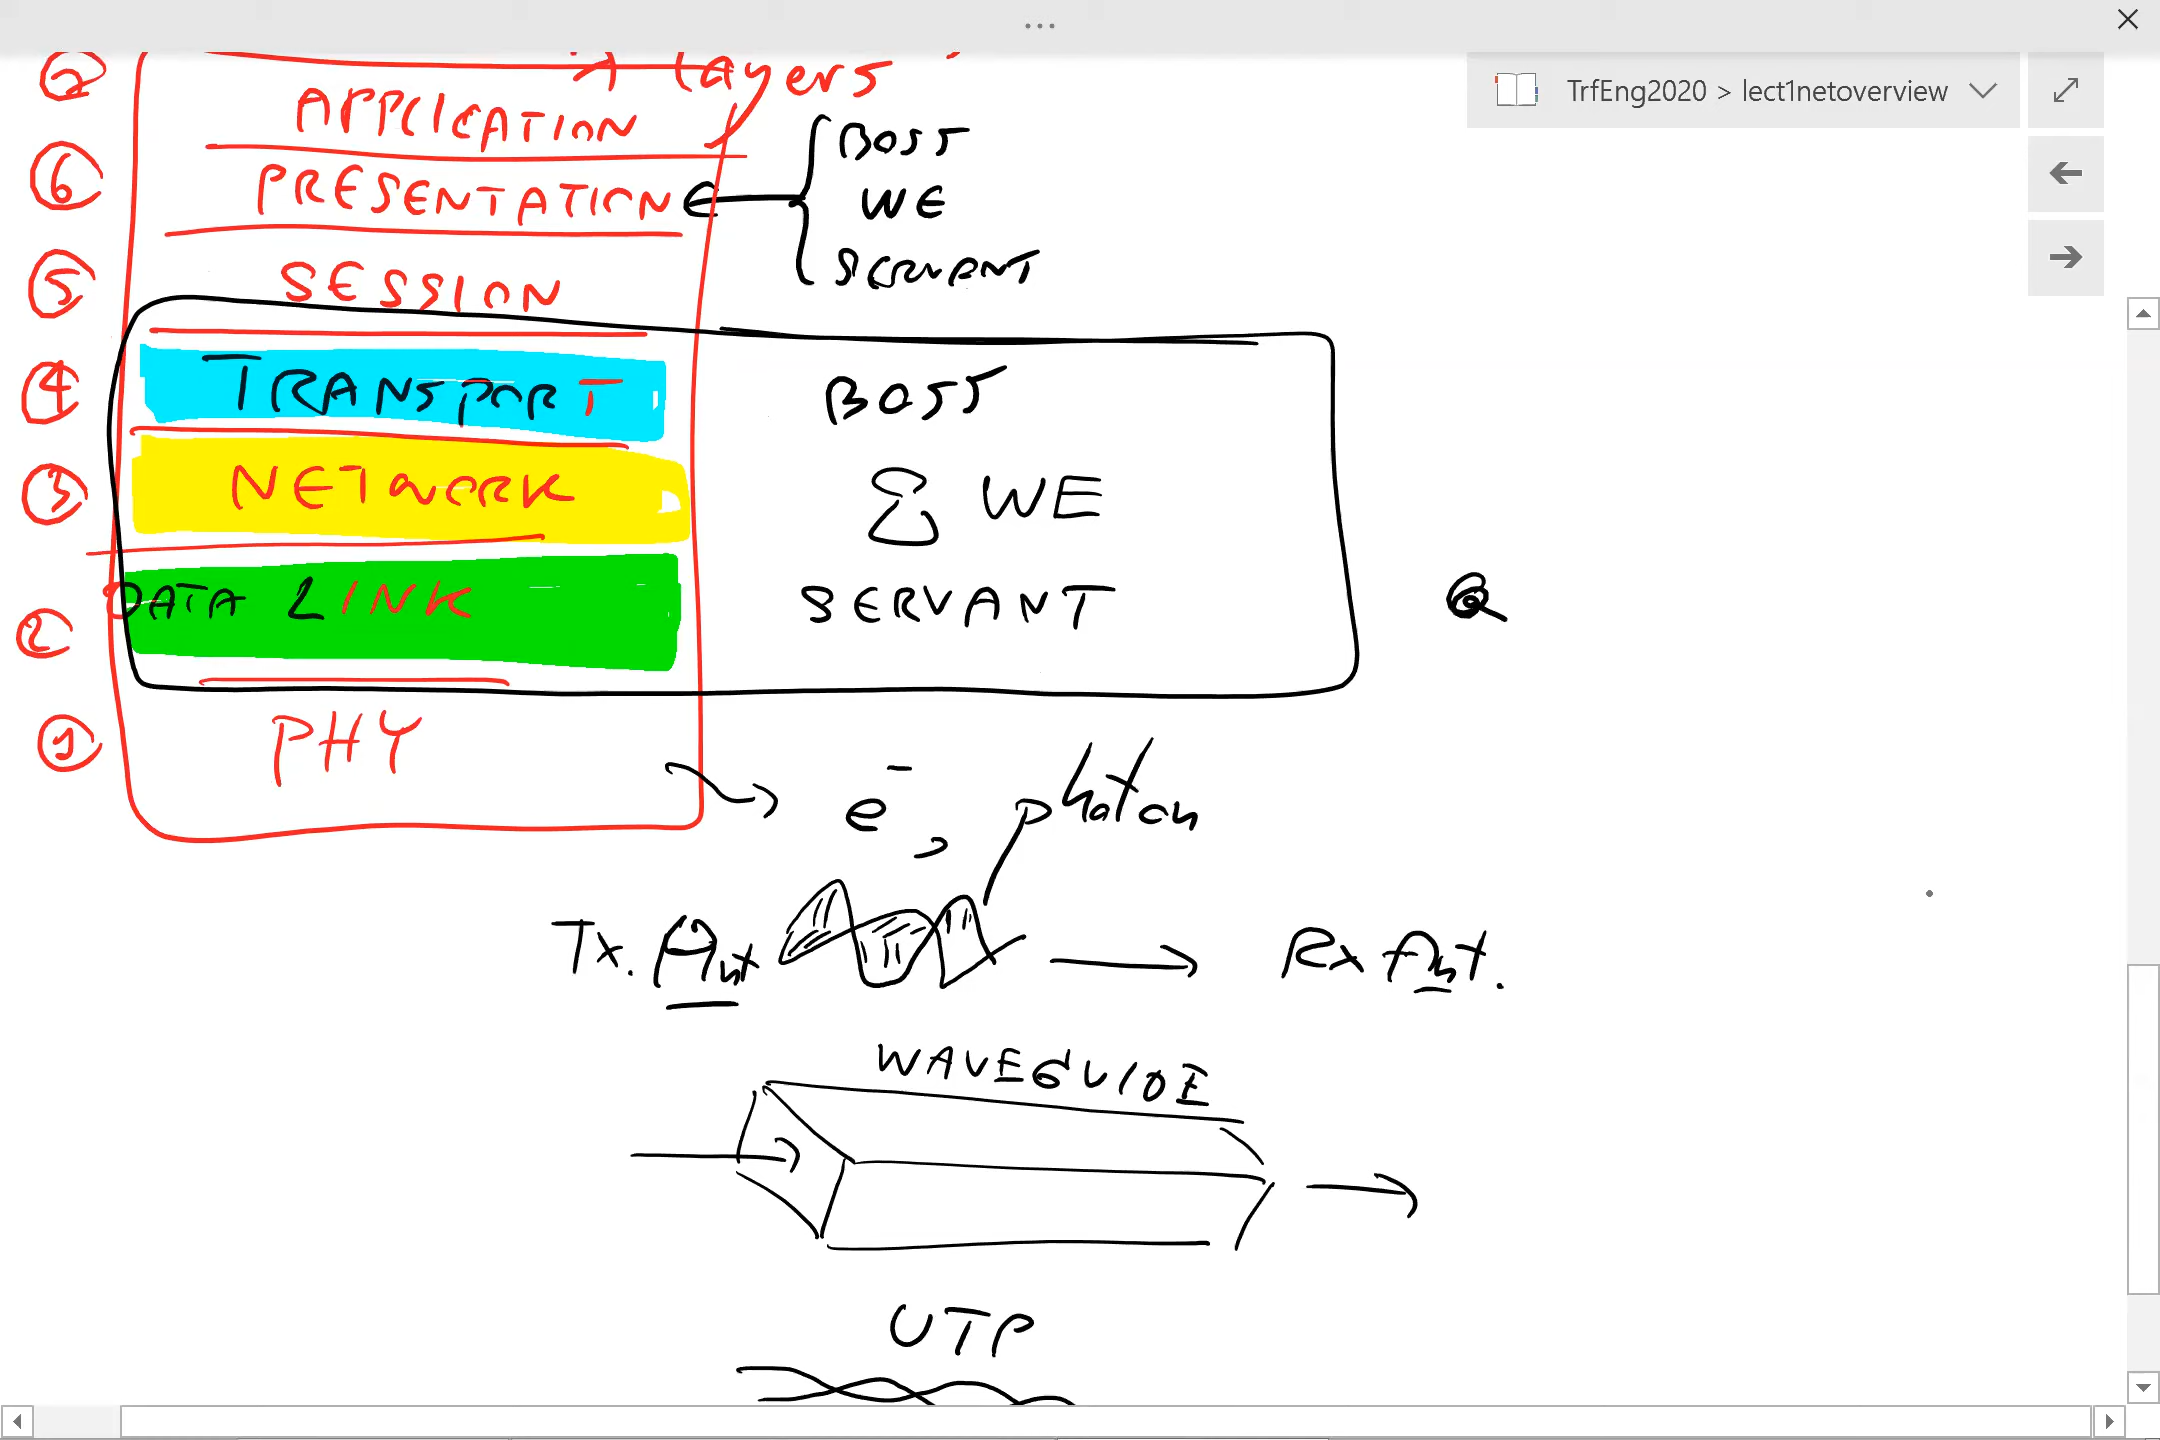 ...
TrfEng2020 > lect1netoverview
7 layers
7 APPLICATION
6 PRESENTATION
BOSS
WE
SERVANT
5 SESSION
4 TRANSPORT BOSS
3 NETWORK WE
2 DATA LINK SERVANT
1 PHY
e⁻, photon
Tx. Ant → Rx Ant.
WAVEGUIDE
UTP